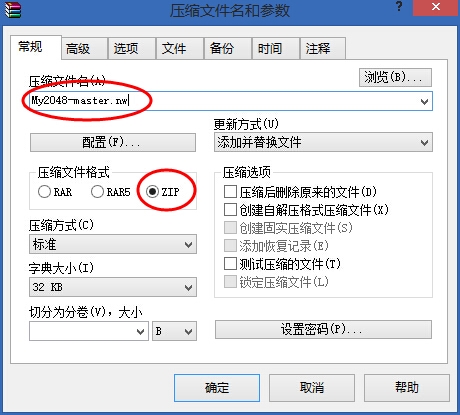 压缩文件名和参数
常规 高级 选项 文件 备份 时间 注释
压缩文件名(A)
浏览(B)...
My2048-master.nw
更新方式(U)
配置(F)...
添加并替换文件
压缩文件格式
RAR RAR5 ZIP
压缩选项
压缩后删除原来的文件(D)
创建自解压格式压缩文件(X)
创建固实压缩文件(S)
添加恢复记录(E)
测试压缩的文件(T)
锁定压缩文件(L)
压缩方式(C)
标准
字典大小(I)
32 KB
切分为分卷(V), 大小
B
设置密码(P)...
确定 取消 帮助